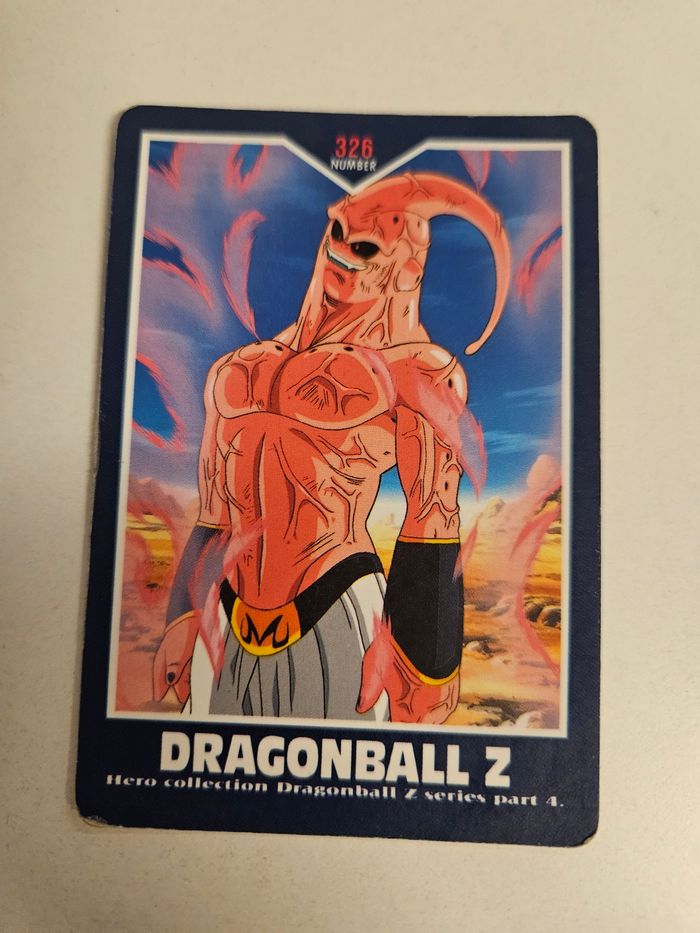 326
NUMBER
M
DRAGONBALL Z
Hero collection Dragonball Z series part 4.